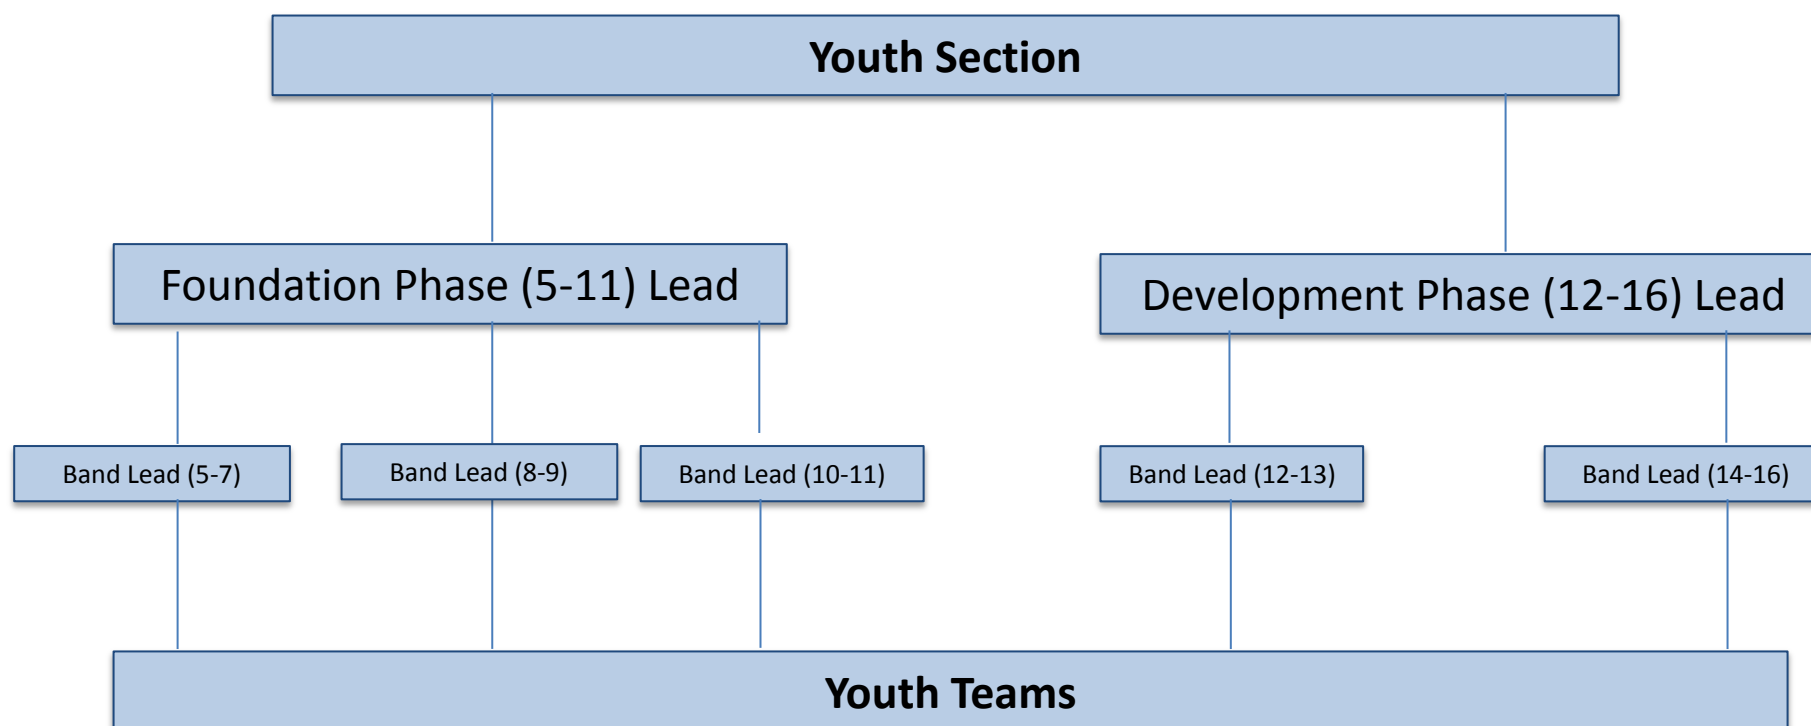 Youth Section
Foundation Phase (5-11) Lead
Development Phase (12-16) Lead
Band Lead (5-7)
Band Lead (8-9)
Band Lead (10-11)
Band Lead (12-13)
Band Lead (14-16)
Youth Teams